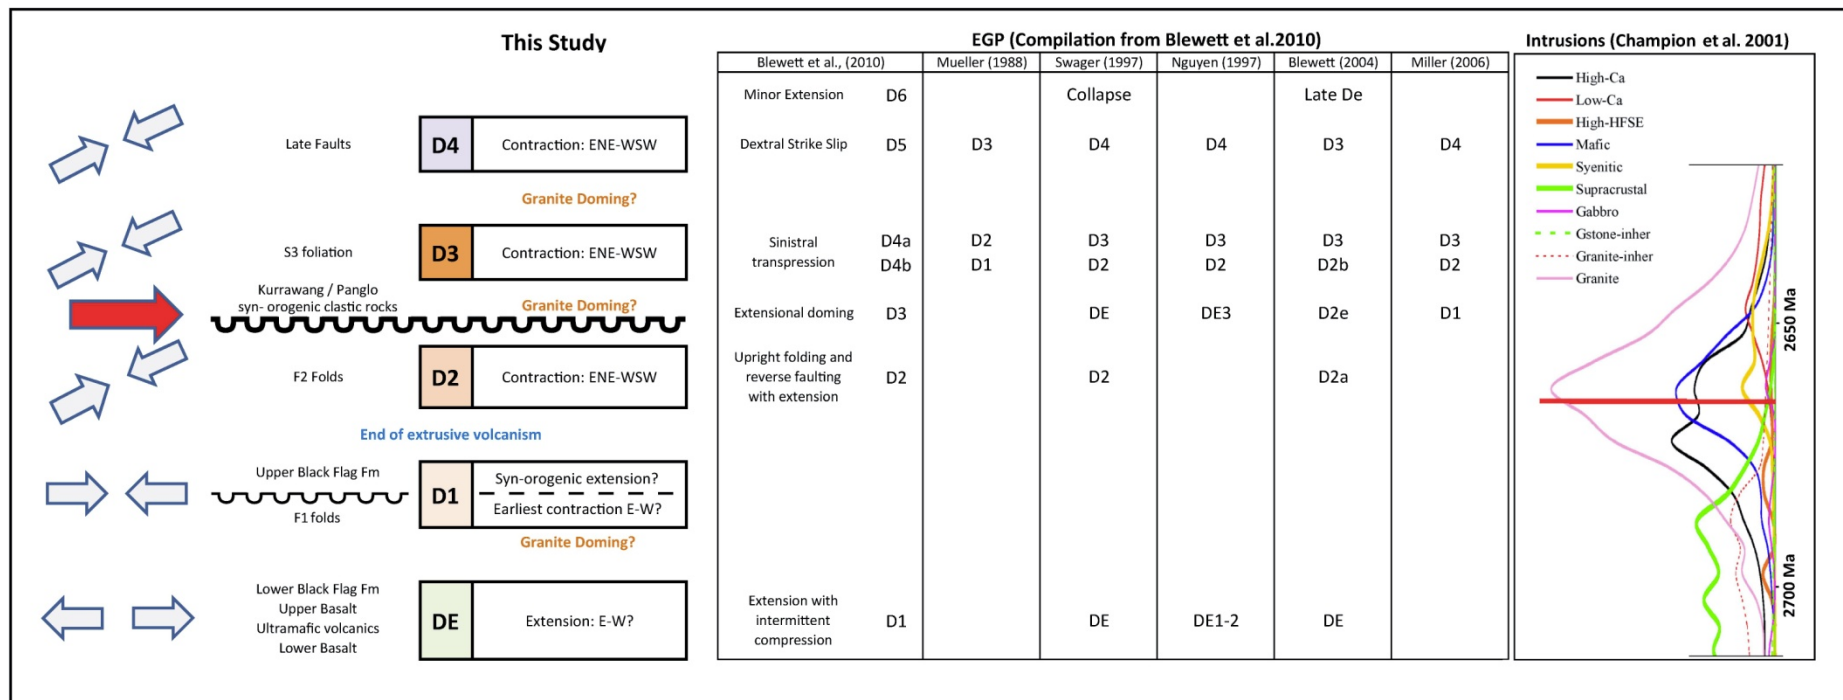 This Study
Late Faults
D4
Contraction: ENE-WSW
Granite Doming?
S3 foliation
D3
Contraction: ENE-WSW
Kurrawang / Panglo
syn- orogenic clastic rocks
Granite Doming?
F2 Folds
D2
Contraction: ENE-WSW
End of extrusive volcanism
Upper Black Flag Fm
F1 folds
D1
Syn-orogenic extension?
Earliest contraction E-W?
Granite Doming?
Lower Black Flag Fm
Upper Basalt
Ultramafic volcanics
Lower Basalt
DE
Extension: E-W?
EGP (Compilation from Blewett et al.2010)
Blewett et al., (2010) Mueller (1988) Swager (1997) Nguyen (1997) Blewett (2004) Miller (2006)
Minor Extension D6 Collapse Late De
Dextral Strike Slip D5 D3 D4 D4 D3 D4
Sinistral
transpression
D4a D2 D3 D3 D3 D3
D4b D1 D2 D2 D2b D2
Extensional doming D3 DE DE3 D2e D1
Upright folding and
reverse faulting
with extension
D2 D2 D2a
Extension with
intermittent
compression
D1 DE DE1-2 DE
Intrusions (Champion et al. 2001)
High-Ca
Low-Ca
High-HFSE
Mafic
Syenitic
Supracrustal
Gabbro
Gstone-inher
Granite-inher
Granite
2650 Ma
2700 Ma